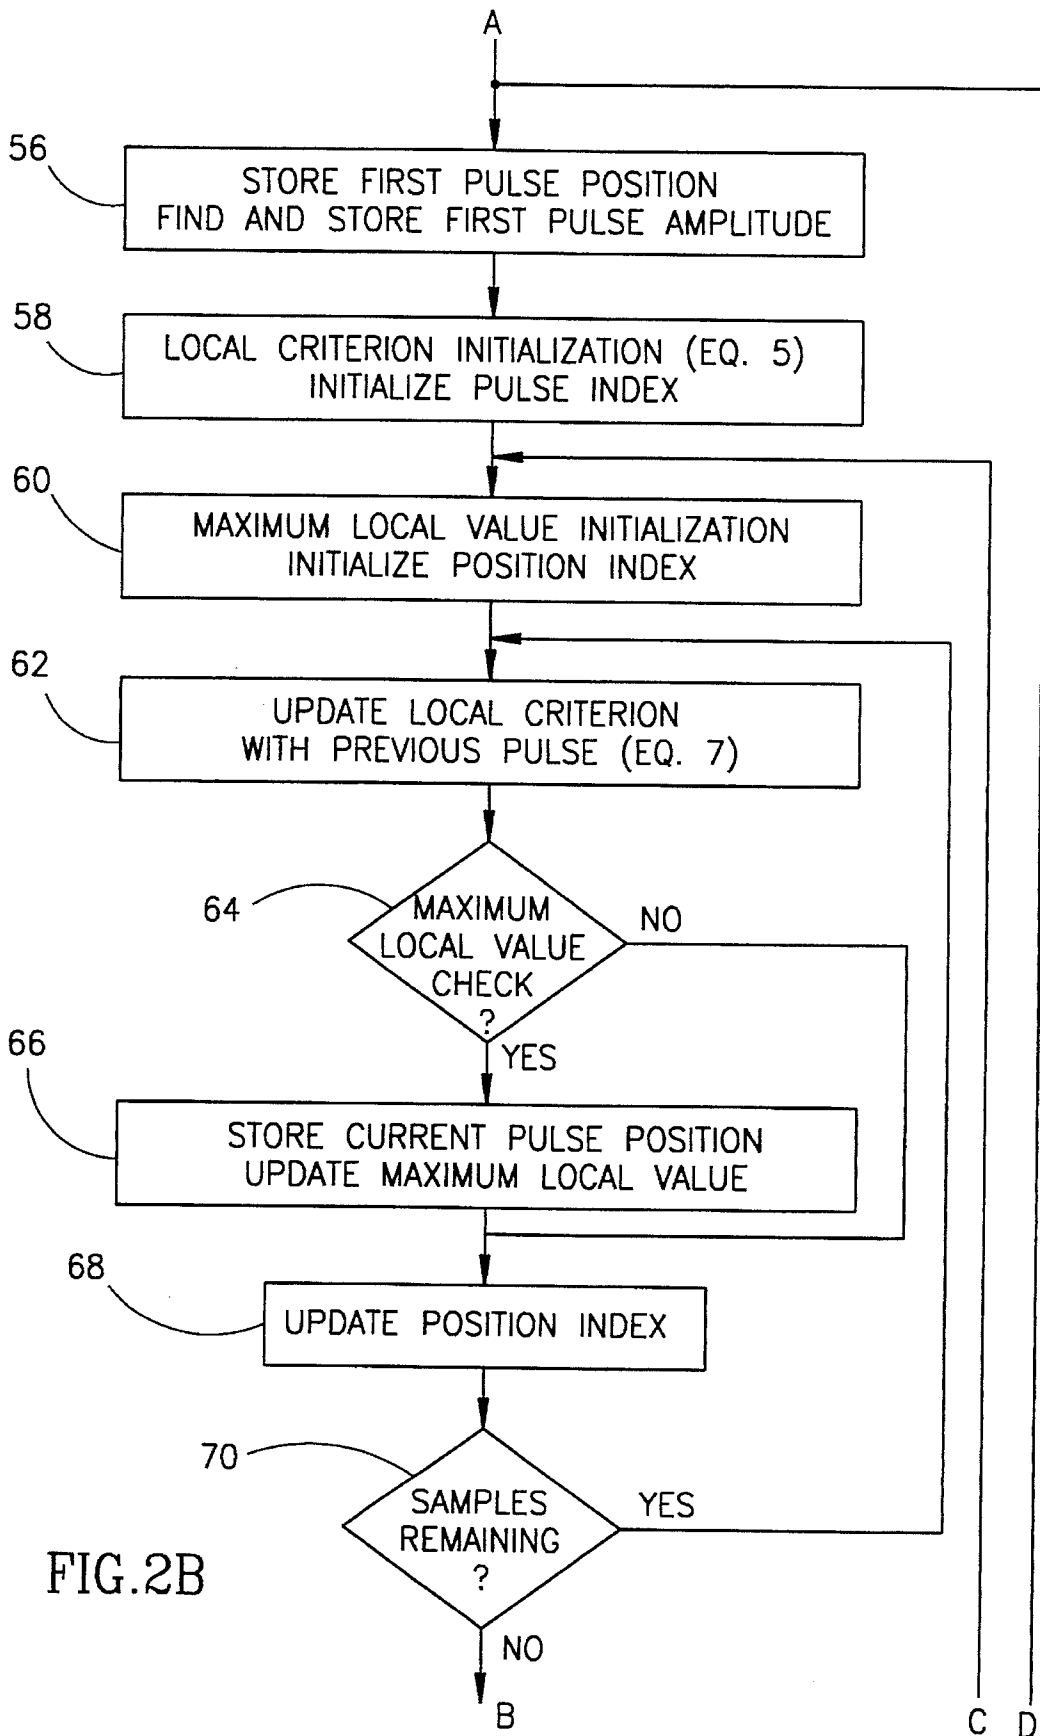 A
56
STORE FIRST PULSE POSITION
FIND AND STORE FIRST PULSE AMPLITUDE
58
LOCAL CRITERION INITIALIZATION (EQ. 5)
INITIALIZE PULSE INDEX
60
MAXIMUM LOCAL VALUE INITIALIZATION
INITIALIZE POSITION INDEX
62
UPDATE LOCAL CRITERION
WITH PREVIOUS PULSE (EQ. 7)
64
MAXIMUM
LOCAL VALUE
CHECK
?
NO
YES
66
STORE CURRENT PULSE POSITION
UPDATE MAXIMUM LOCAL VALUE
68
UPDATE POSITION INDEX
70
SAMPLES
REMAINING
?
YES
NO
FIG.2B
B
C
D